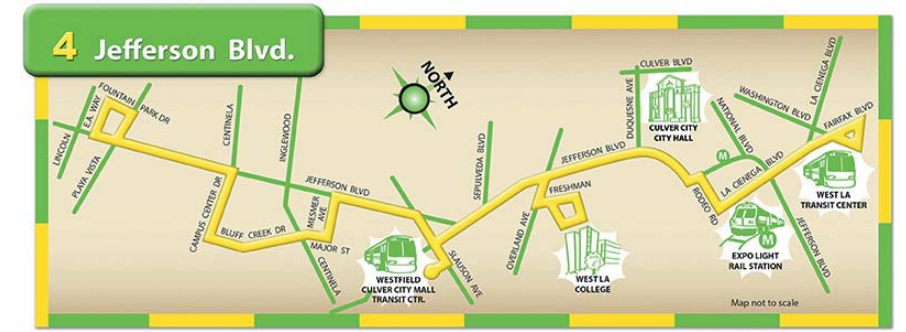 4 Jefferson Blvd.
NORTH
CULVER BLVD
DUQUESNE AVE
CULVER CITY
CITY HALL
NATIONAL BLVD
WASHINGTON BLVD
LA CIENEGA BLVD
FAIRFAX BLVD
LINCOLN
E.A. WAY
FOUNTAIN PARK DR
PLAYA VISTA
CENTINELA
INGLEWOOD
JEFFERSON BLVD
SEPULVEDA BLVD
JEFFERSON BLVD
FRESHMAN
M
LA CIENEGA BLVD
WEST LA
TRANSIT CENTER
CAMPUS CENTER DR
BLUFF CREEK DR
MESMER
AVE
MAJOR ST
CENTINELA
WESTFIELD
CULVER CITY MALL
TRANSIT CTR.
SLAUSON AVE
OVERLAND AVE
WEST LA
COLLEGE
RODEO RD
M
EXPO LIGHT
RAIL STATION
JEFFERSON BLVD
Map not to scale